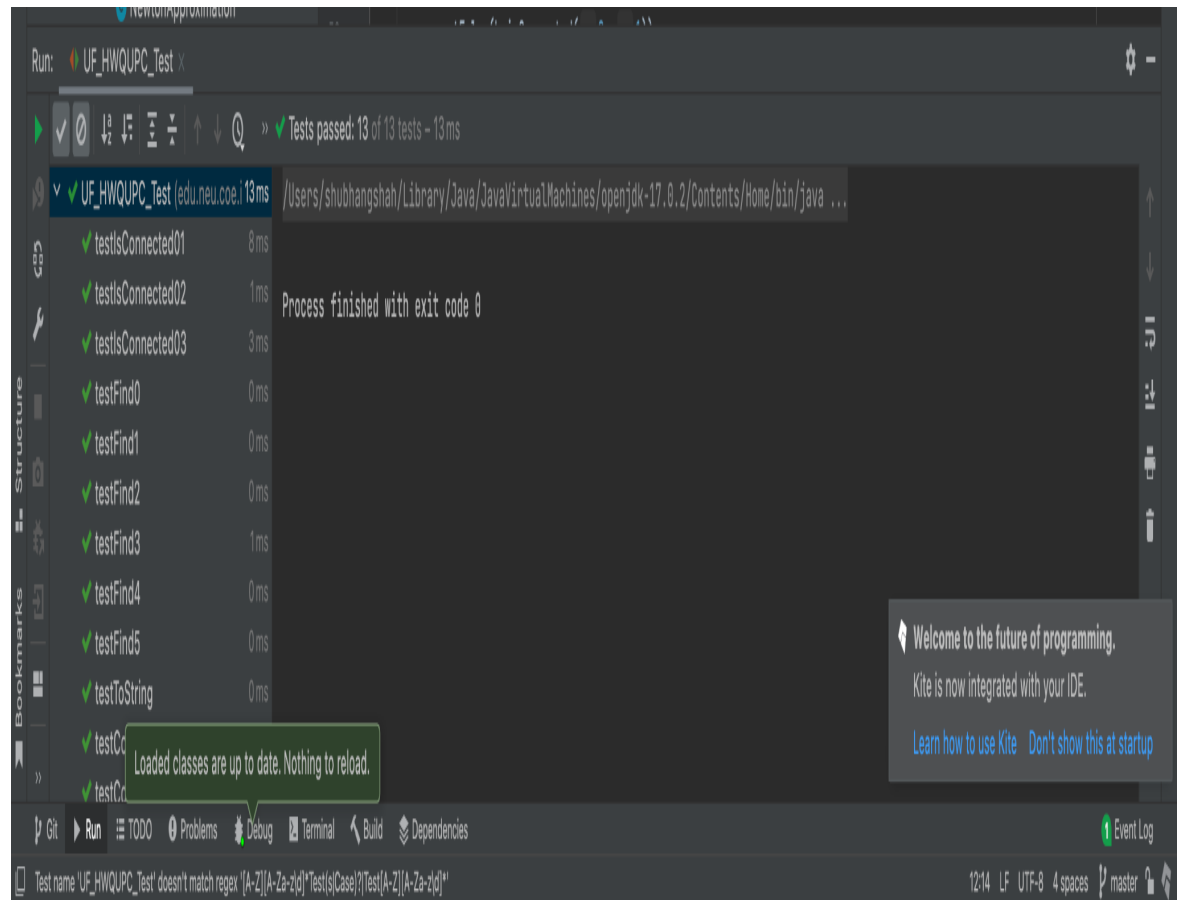 NewtonApproximation
Run: UF_HWQUPC_Test
Tests passed: 13 of 13 tests – 13 ms
UF_HWQUPC_Test (edu.neu.coe.i 13 ms
/Users/shubhangshah/Library/Java/JavaVirtualMachines/openjdk-17.0.2/Contents/Home/bin/java ...
testIsConnected01 8 ms
testIsConnected02 1 ms
Process finished with exit code 0
testIsConnected03 3 ms
testFind0 0 ms
testFind1 0 ms
testFind2 0 ms
testFind3 1 ms
testFind4 0 ms
testFind5 0 ms
testToString 0 ms
testCo
testCo
Structure
Bookmarks
Loaded classes are up to date. Nothing to reload.
Welcome to the future of programming.
Kite is now integrated with your IDE.
Learn how to use Kite Don't show this at startup
Git Run TODO Problems Debug Terminal Build Dependencies 1 Event Log
Test name 'UF_HWQUPC_Test' doesn't match regex '[A-Z][A-Za-z\d]*Test(s|Case)?|Test[A-Z][A-Za-z\d]*' 12:14 LF UTF-8 4 spaces master